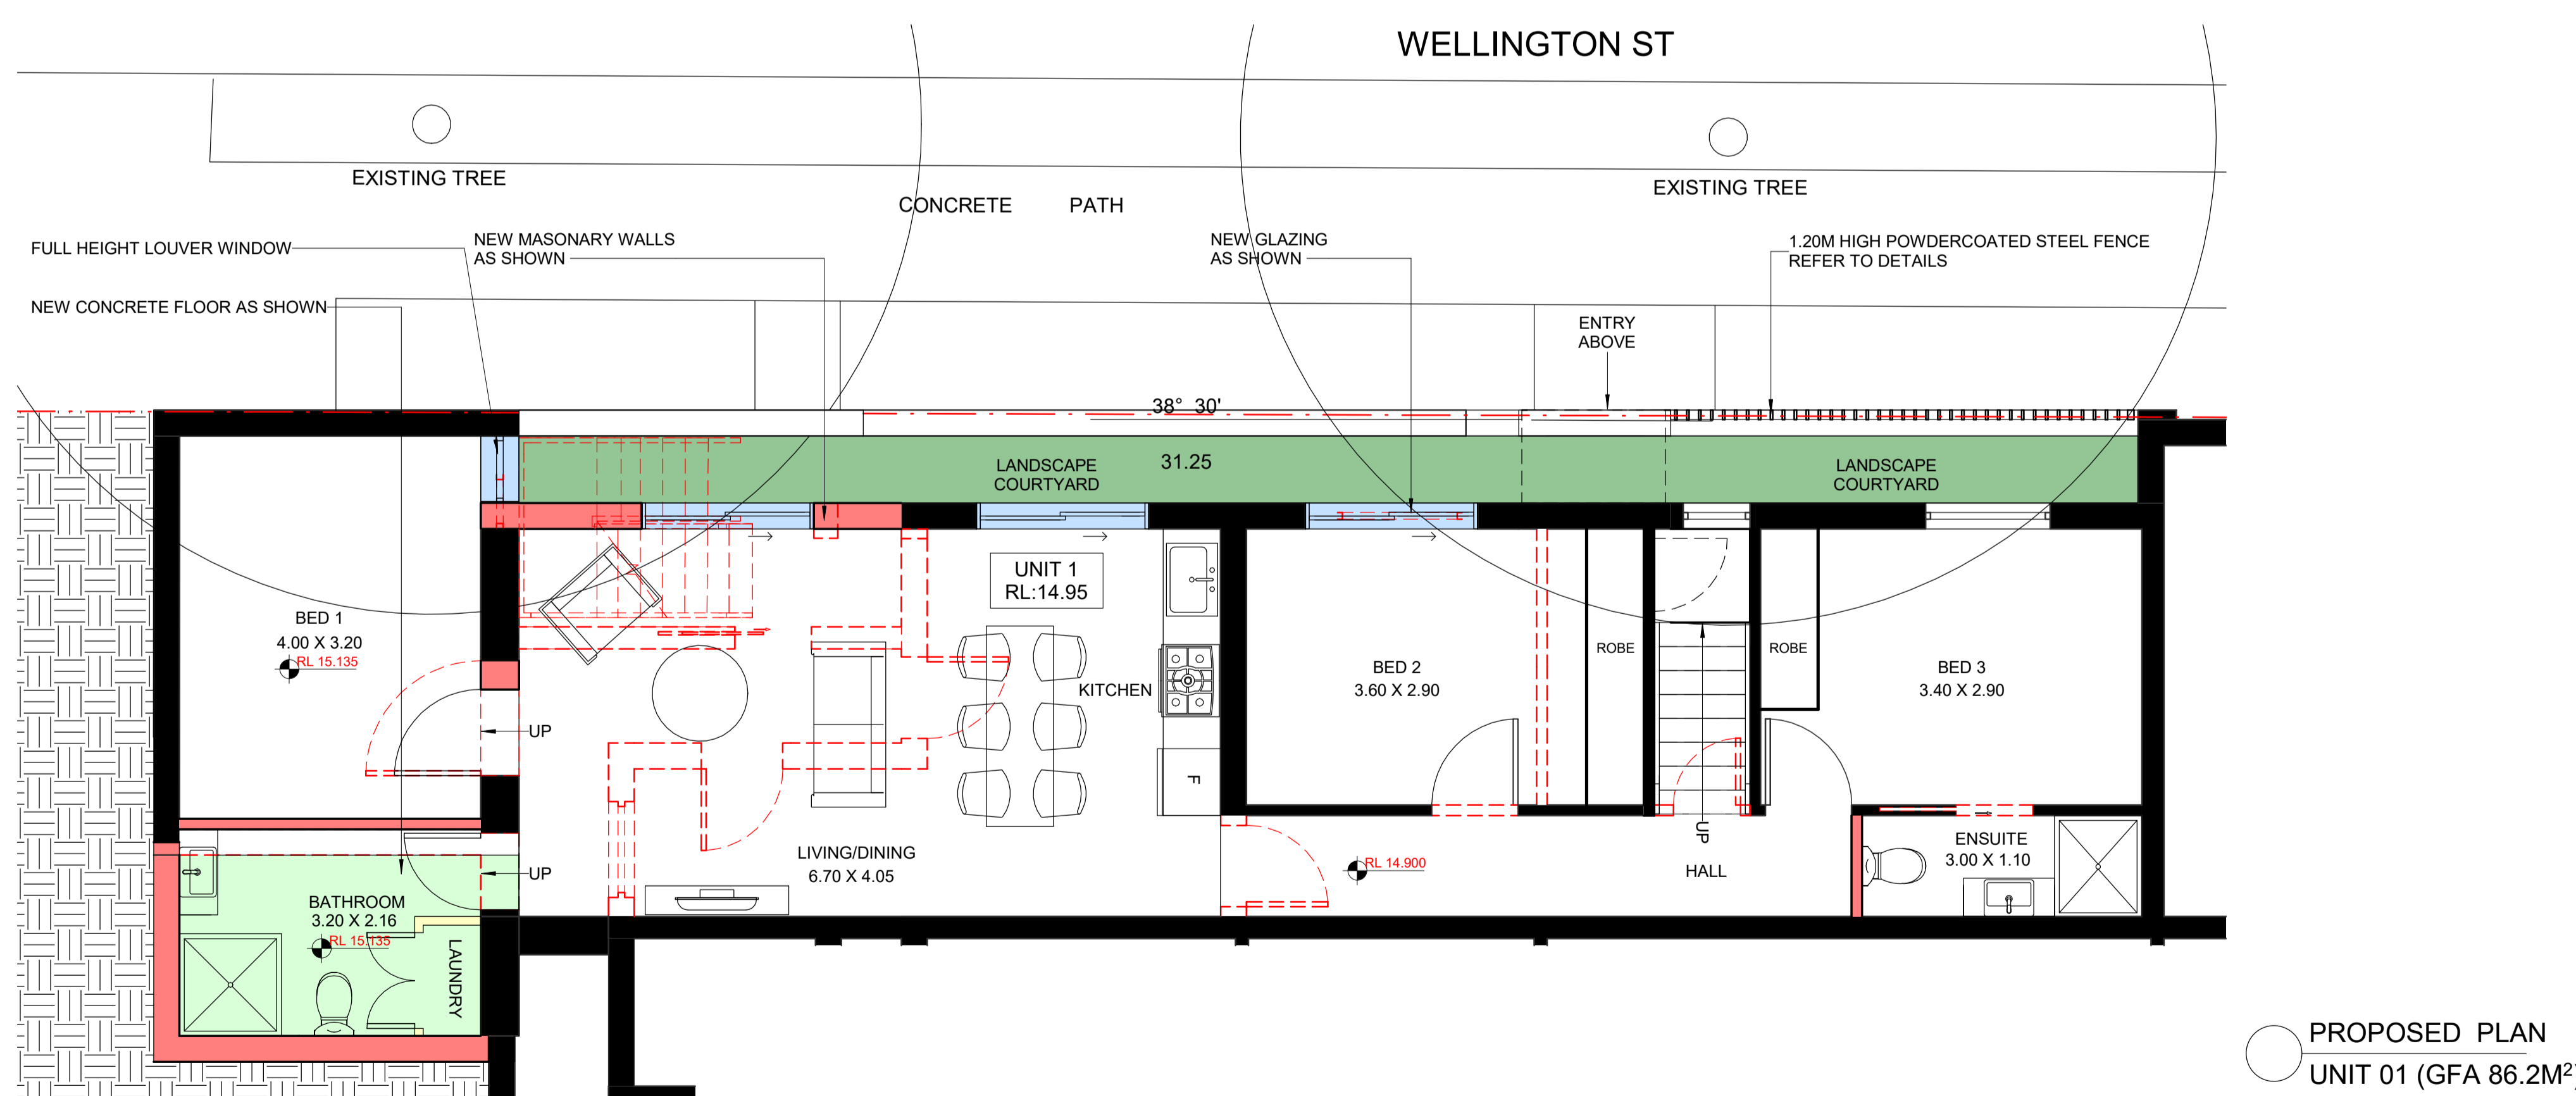 WELLINGTON ST
EXISTING TREE
EXISTING TREE
CONCRETE PATH
FULL HEIGHT LOUVER WINDOW
NEW MASONARY WALLS
AS SHOWN
NEW GLAZING
AS SHOWN
1.20M HIGH POWDERCOATED STEEL FENCE
REFER TO DETAILS
NEW CONCRETE FLOOR AS SHOWN
ENTRY
ABOVE
38° 30'
31.25
LANDSCAPE
COURTYARD
LANDSCAPE
COURTYARD
UNIT 1
RL:14.95
BED 1
4.00 X 3.20
RL 15.135
UP
KITCHEN
F
BED 2
3.60 X 2.90
ROBE
ROBE
BED 3
3.40 X 2.90
UP
LIVING/DINING
6.70 X 4.05
UP
RL 14.900
HALL
ENSUITE
3.00 X 1.10
BATHROOM
3.20 X 2.16
RL 15.135
LAUNDRY
PROPOSED PLAN
UNIT 01 (GFA 86.2M²)